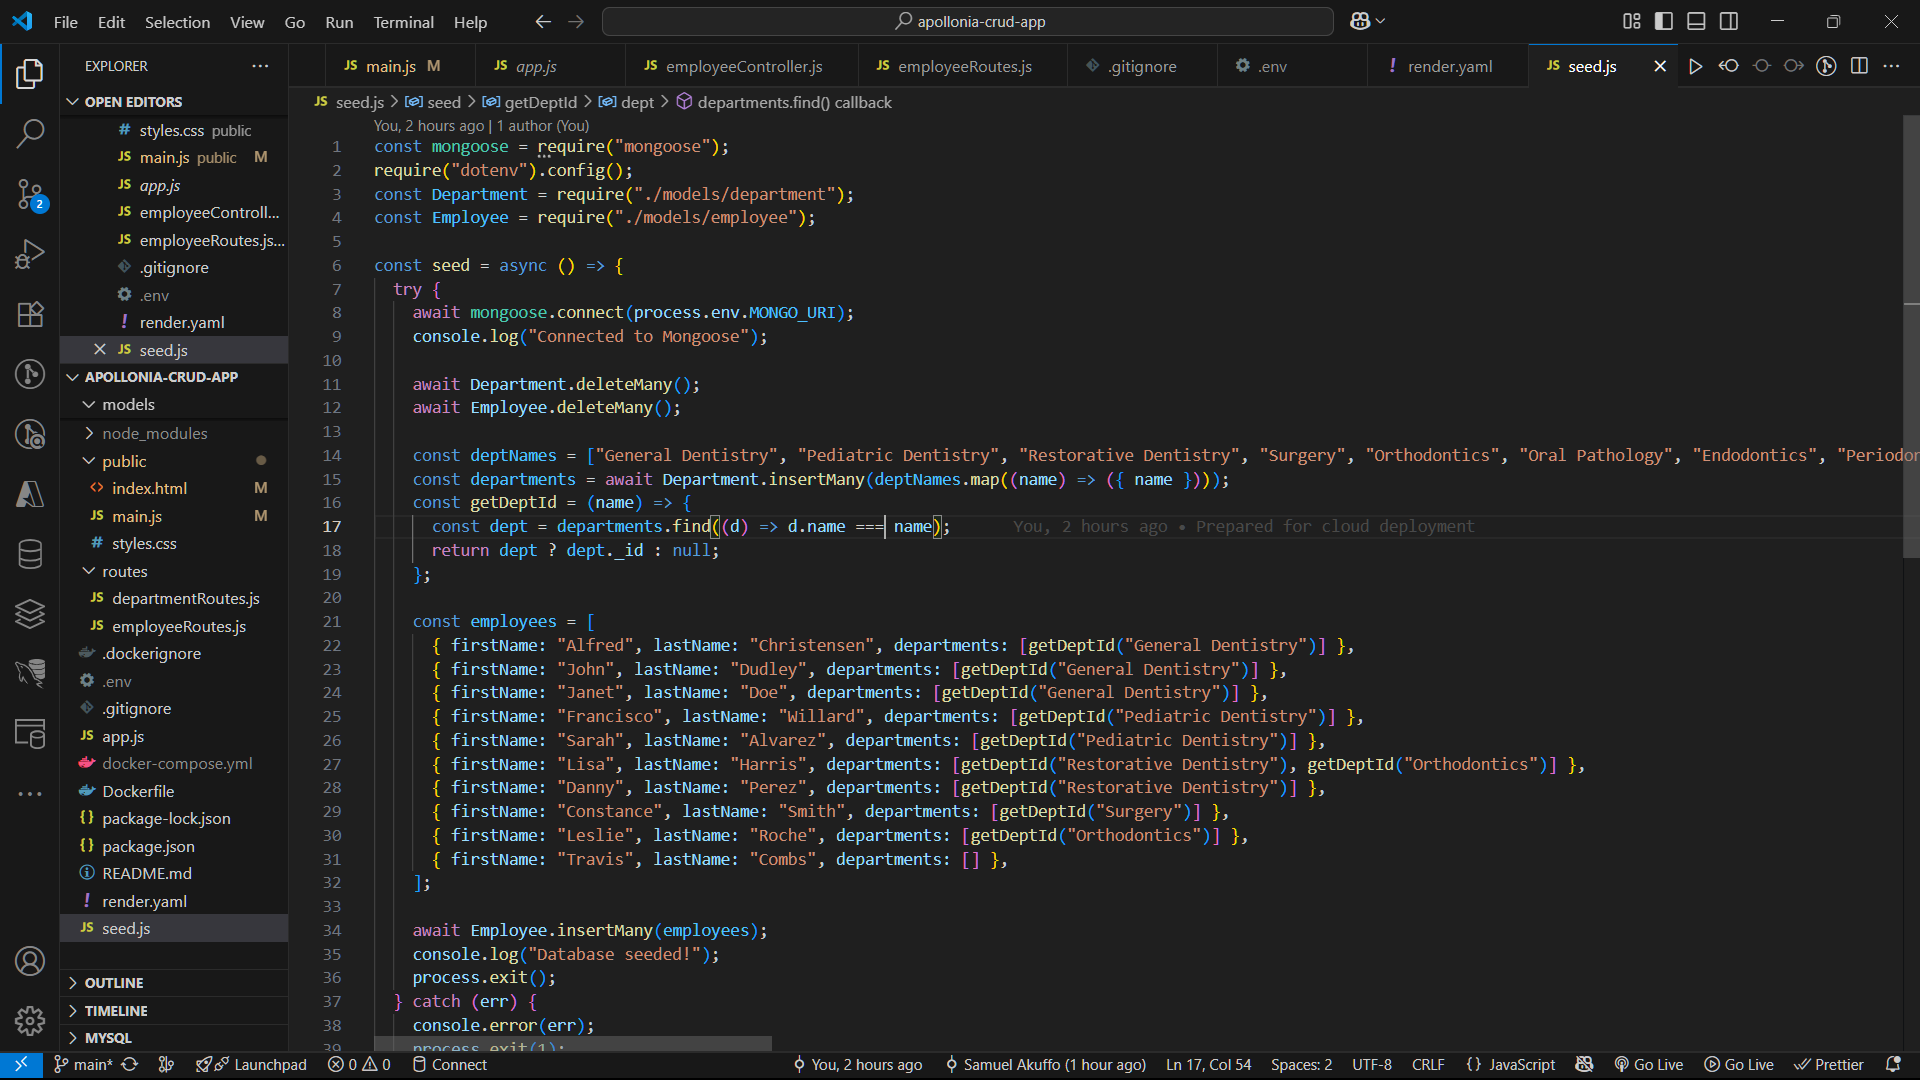 File Edit Selection View Go Run Terminal Help
apollonia-crud-app
EXPLORER
main.js M
app.js
employeeController.js
employeeRoutes.js
.gitignore
.env
! render.yaml
seed.js
OPEN EDITORS
# styles.css public
JS main.js public M
JS app.js
JS employeeControll...
JS employeeRoutes.js...
.gitignore
.env
! render.yaml
JS seed.js
APOLLONIA-CRUD-APP
models
node_modules
public
<> index.html M
JS main.js M
# styles.css
routes
JS departmentRoutes.js
JS employeeRoutes.js
.dockerignore
.env
.gitignore
JS app.js
docker-compose.yml
Dockerfile
{} package-lock.json
{} package.json
README.md
! render.yaml
JS seed.js
OUTLINE
TIMELINE
MYSQL
2
JS seed.js > seed > getDeptId > dept > departments.find() callback
You, 2 hours ago | 1 author (You)
1 const mongoose = require("mongoose");
2 require("dotenv").config();
3 const Department = require("./models/department");
4 const Employee = require("./models/employee");
5
6 const seed = async () => {
7 try {
8 await mongoose.connect(process.env.MONGO_URI);
9 console.log("Connected to Mongoose");
10
11 await Department.deleteMany();
12 await Employee.deleteMany();
13
14 const deptNames = ["General Dentistry", "Pediatric Dentistry", "Restorative Dentistry", "Surgery", "Orthodontics", "Oral Pathology", "Endodontics", "Periodon
15 const departments = await Department.insertMany(deptNames.map((name) => ({ name })));
16 const getDeptId = (name) => {
17 const dept = departments.find((d) => d.name === name); You, 2 hours ago • Prepared for cloud deployment
18 return dept ? dept._id : null;
19 };
20
21 const employees = [
22 { firstName: "Alfred", lastName: "Christensen", departments: [getDeptId("General Dentistry")] },
23 { firstName: "John", lastName: "Dudley", departments: [getDeptId("General Dentistry")] },
24 { firstName: "Janet", lastName: "Doe", departments: [getDeptId("General Dentistry")] },
25 { firstName: "Francisco", lastName: "Willard", departments: [getDeptId("Pediatric Dentistry")] },
26 { firstName: "Sarah", lastName: "Alvarez", departments: [getDeptId("Pediatric Dentistry")] },
27 { firstName: "Lisa", lastName: "Harris", departments: [getDeptId("Restorative Dentistry"), getDeptId("Orthodontics")] },
28 { firstName: "Danny", lastName: "Perez", departments: [getDeptId("Restorative Dentistry")] },
29 { firstName: "Constance", lastName: "Smith", departments: [getDeptId("Surgery")] },
30 { firstName: "Leslie", lastName: "Roche", departments: [getDeptId("Orthodontics")] },
31 { firstName: "Travis", lastName: "Combs", departments: [] },
32 ];
33
34 await Employee.insertMany(employees);
35 console.log("Database seeded!");
36 process.exit();
37 } catch (err) {
38 console.error(err);
39 process.exit(1);
main* Launchpad 0 0 Connect You, 2 hours ago Samuel Akuffo (1 hour ago) Ln 17, Col 54 Spaces: 2 UTF-8 CRLF {} JavaScript Go Live Go Live Prettier